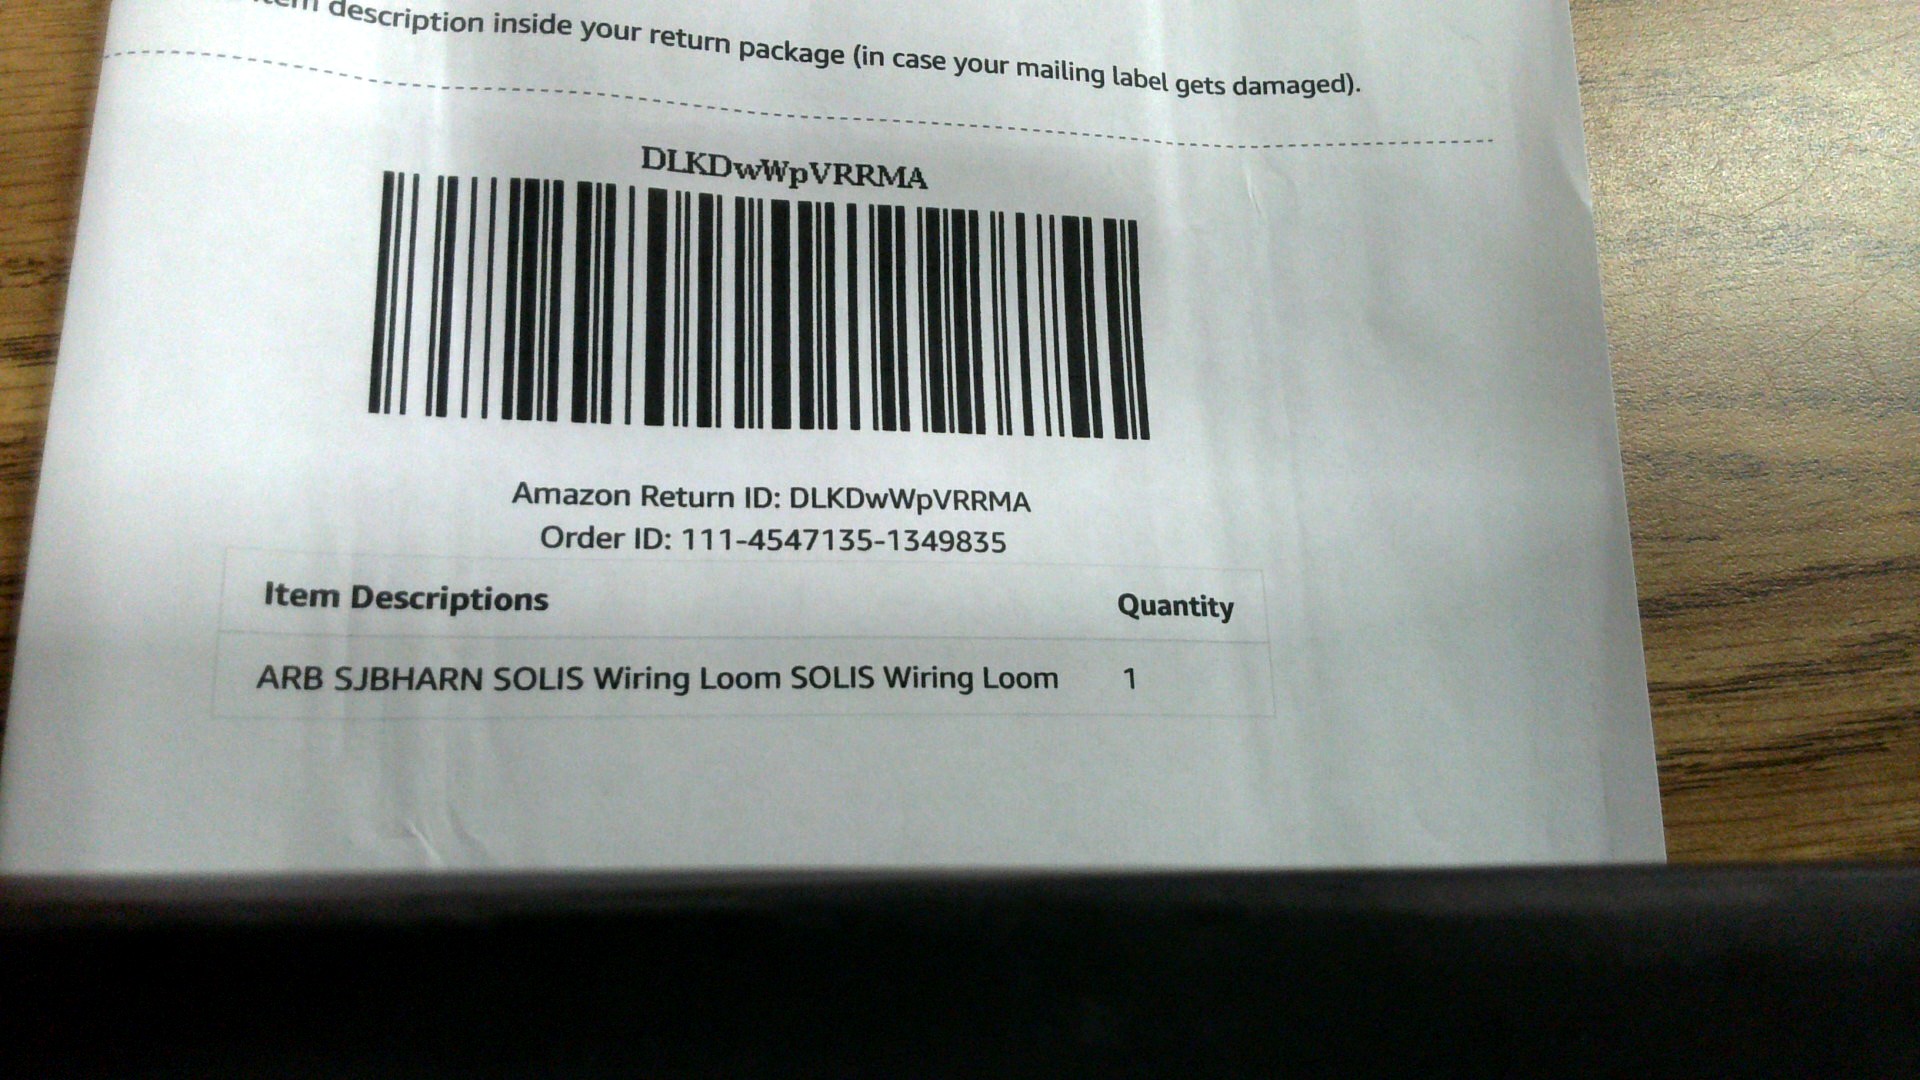 description inside your return package (in case your mailing label gets damaged).
DLKDwWpVRRMA
Amazon Return ID: DLKDwWpVRRMA
Order ID: 111-4547135-1349835
Item Descriptions Quantity
ARB SJBHARN SOLIS Wiring Loom SOLIS Wiring Loom 1